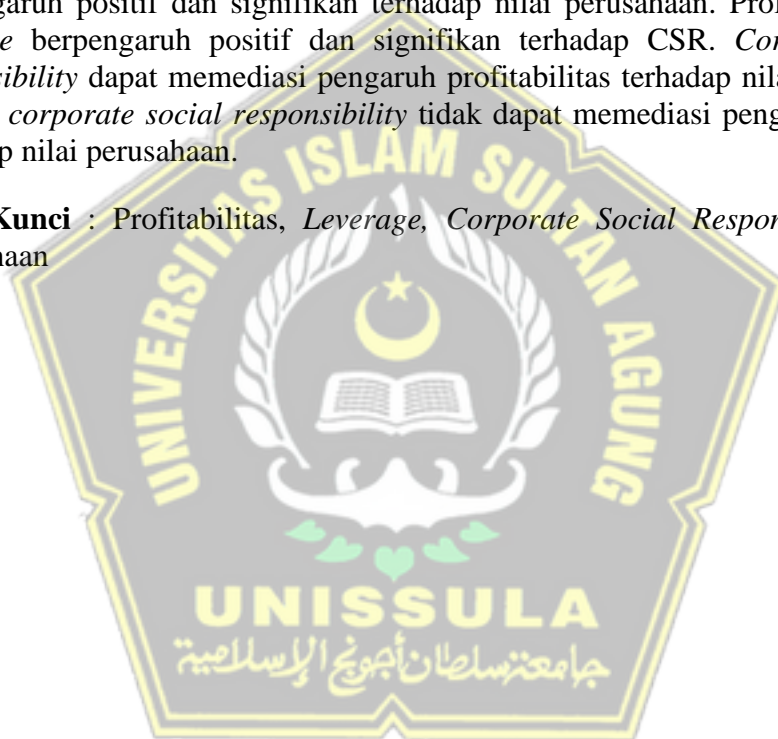 garuh positif dan signifikan terhadap nilai perusahaan. Prof
e berpengaruh positif dan signifikan terhadap CSR. Cor
sibility dapat memediasi pengaruh profitabilitas terhadap nila
corporate social responsibility tidak dapat memediasi peng
p nilai perusahaan.
Kunci : Profitabilitas, Leverage, Corporate Social Respon
haan
UNIVERSITAS ISLAM SULTAN AGUNG
UNISSULA
جامعة سلطان أجونج الإسلامية